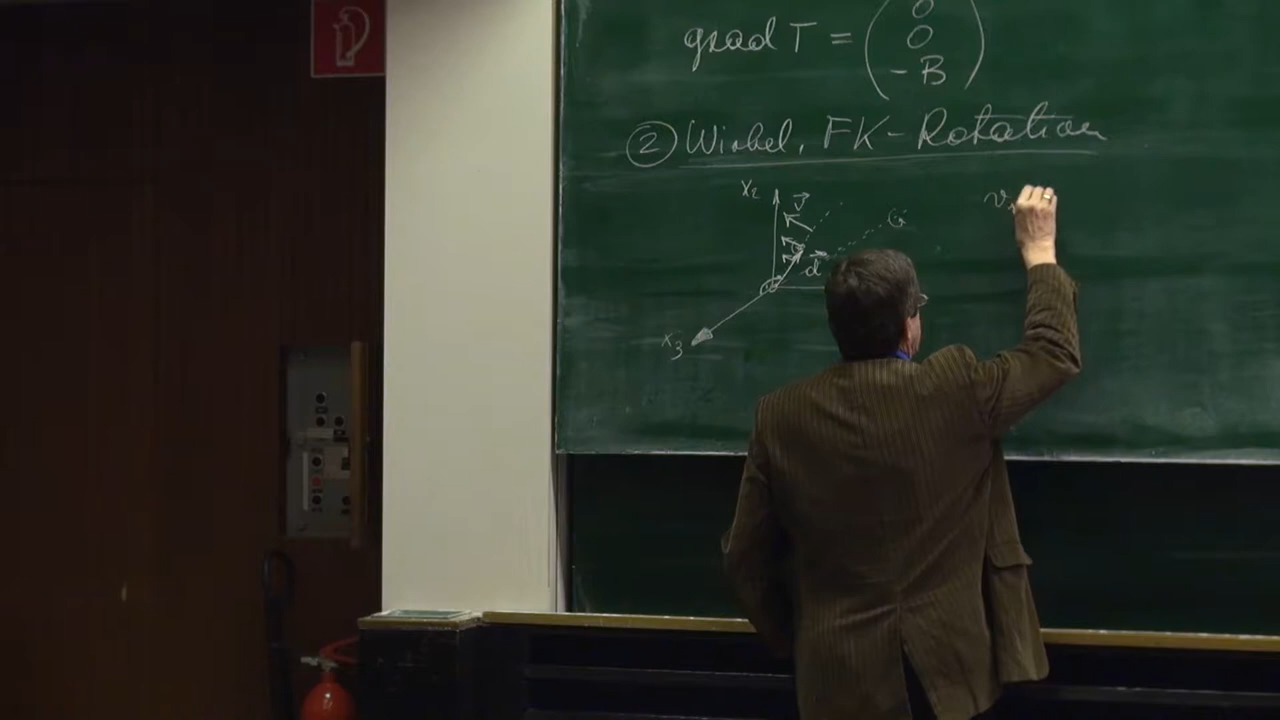 grad T = ( 0
0
- B )
② Wirbel, FK-Rotation
x₂
v⃗
G
d⃗
x₃
v